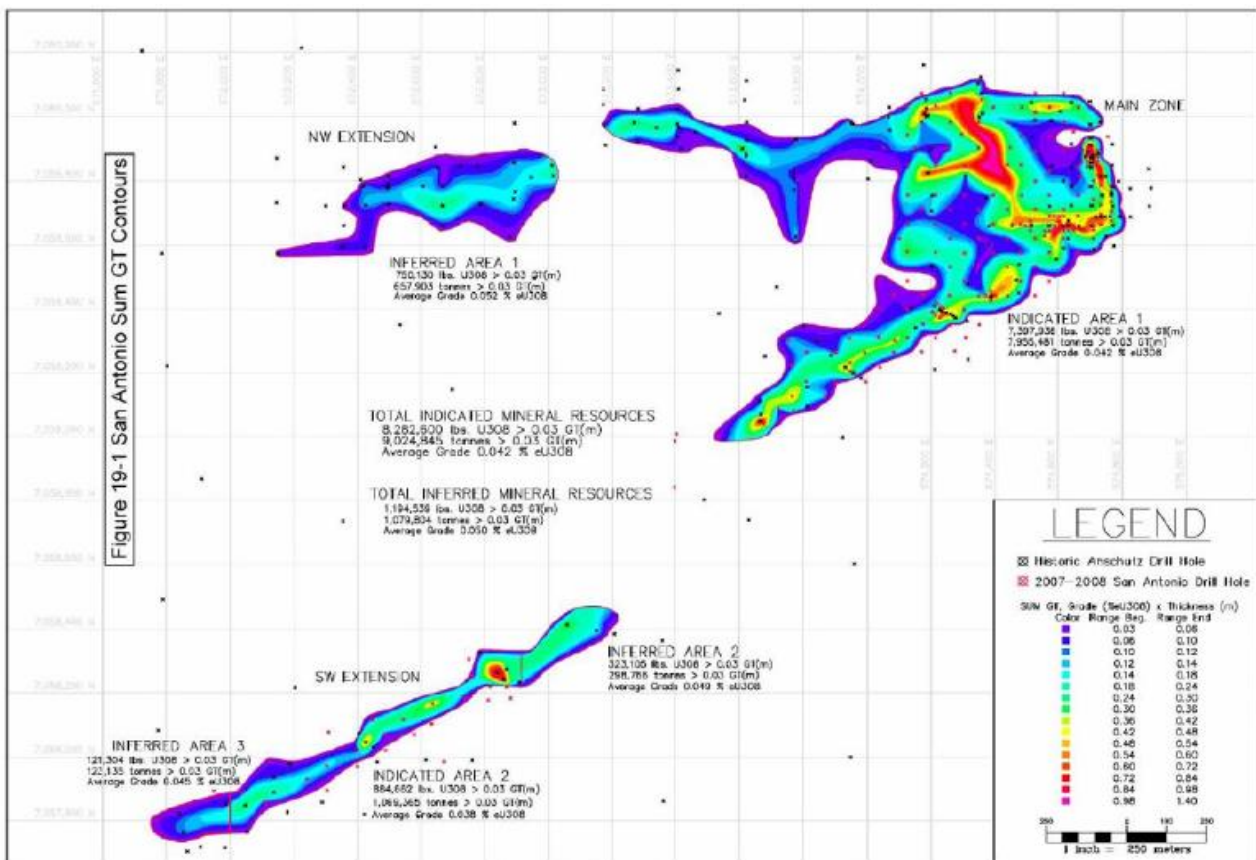 Figure 19-1 San Antonio Sum GT Contours
NW EXTENSION
MAIN ZONE
INFERRED AREA 1
750,130 lbs. U308 > 0.03 GT(m)
657,903 tonnes > 0.03 GT(m)
Average Grade 0.052 % eU308
INDICATED AREA 1
7,397,938 lbs. U308 > 0.03 GT(m)
7,955,481 tonnes > 0.03 GT(m)
Average Grade 0.042 % eU308
TOTAL INDICATED MINERAL RESOURCES
8,282,600 lbs. U308 > 0.03 GT(m)
9,024,845 tonnes > 0.03 GT(m)
Average Grade 0.042 % eU308
TOTAL INFERRED MINERAL RESOURCES
1,194,539 lbs. U308 > 0.03 GT(m)
1,079,804 tonnes > 0.03 GT(m)
Average Grade 0.050 % eU308
INFERRED AREA 2
323,105 lbs. U308 > 0.03 GT(m)
298,766 tonnes > 0.03 GT(m)
Average Grade 0.049 % eU308
SW EXTENSION
INFERRED AREA 3
121,304 lbs. U308 > 0.03 GT(m)
123,135 tonnes > 0.03 GT(m)
Average Grade 0.045 % eU308
INDICATED AREA 2
884,662 lbs. U308 > 0.03 GT(m)
1,069,365 tonnes > 0.03 GT(m)
Average Grade 0.038 % eU308
LEGEND
Historic Anschutz Drill Hole
2007-2008 San Antonio Drill Hole
SUM GT, Grade (%eU308) x Thickness (m)
Color Range Beg. Range End
0.03 0.06
0.06 0.10
0.10 0.12
0.12 0.14
0.14 0.18
0.18 0.24
0.24 0.30
0.30 0.36
0.36 0.42
0.42 0.48
0.48 0.54
0.54 0.60
0.60 0.72
0.72 0.84
0.84 0.98
0.98 1.40
250 0 100 250
1 inch = 250 meters